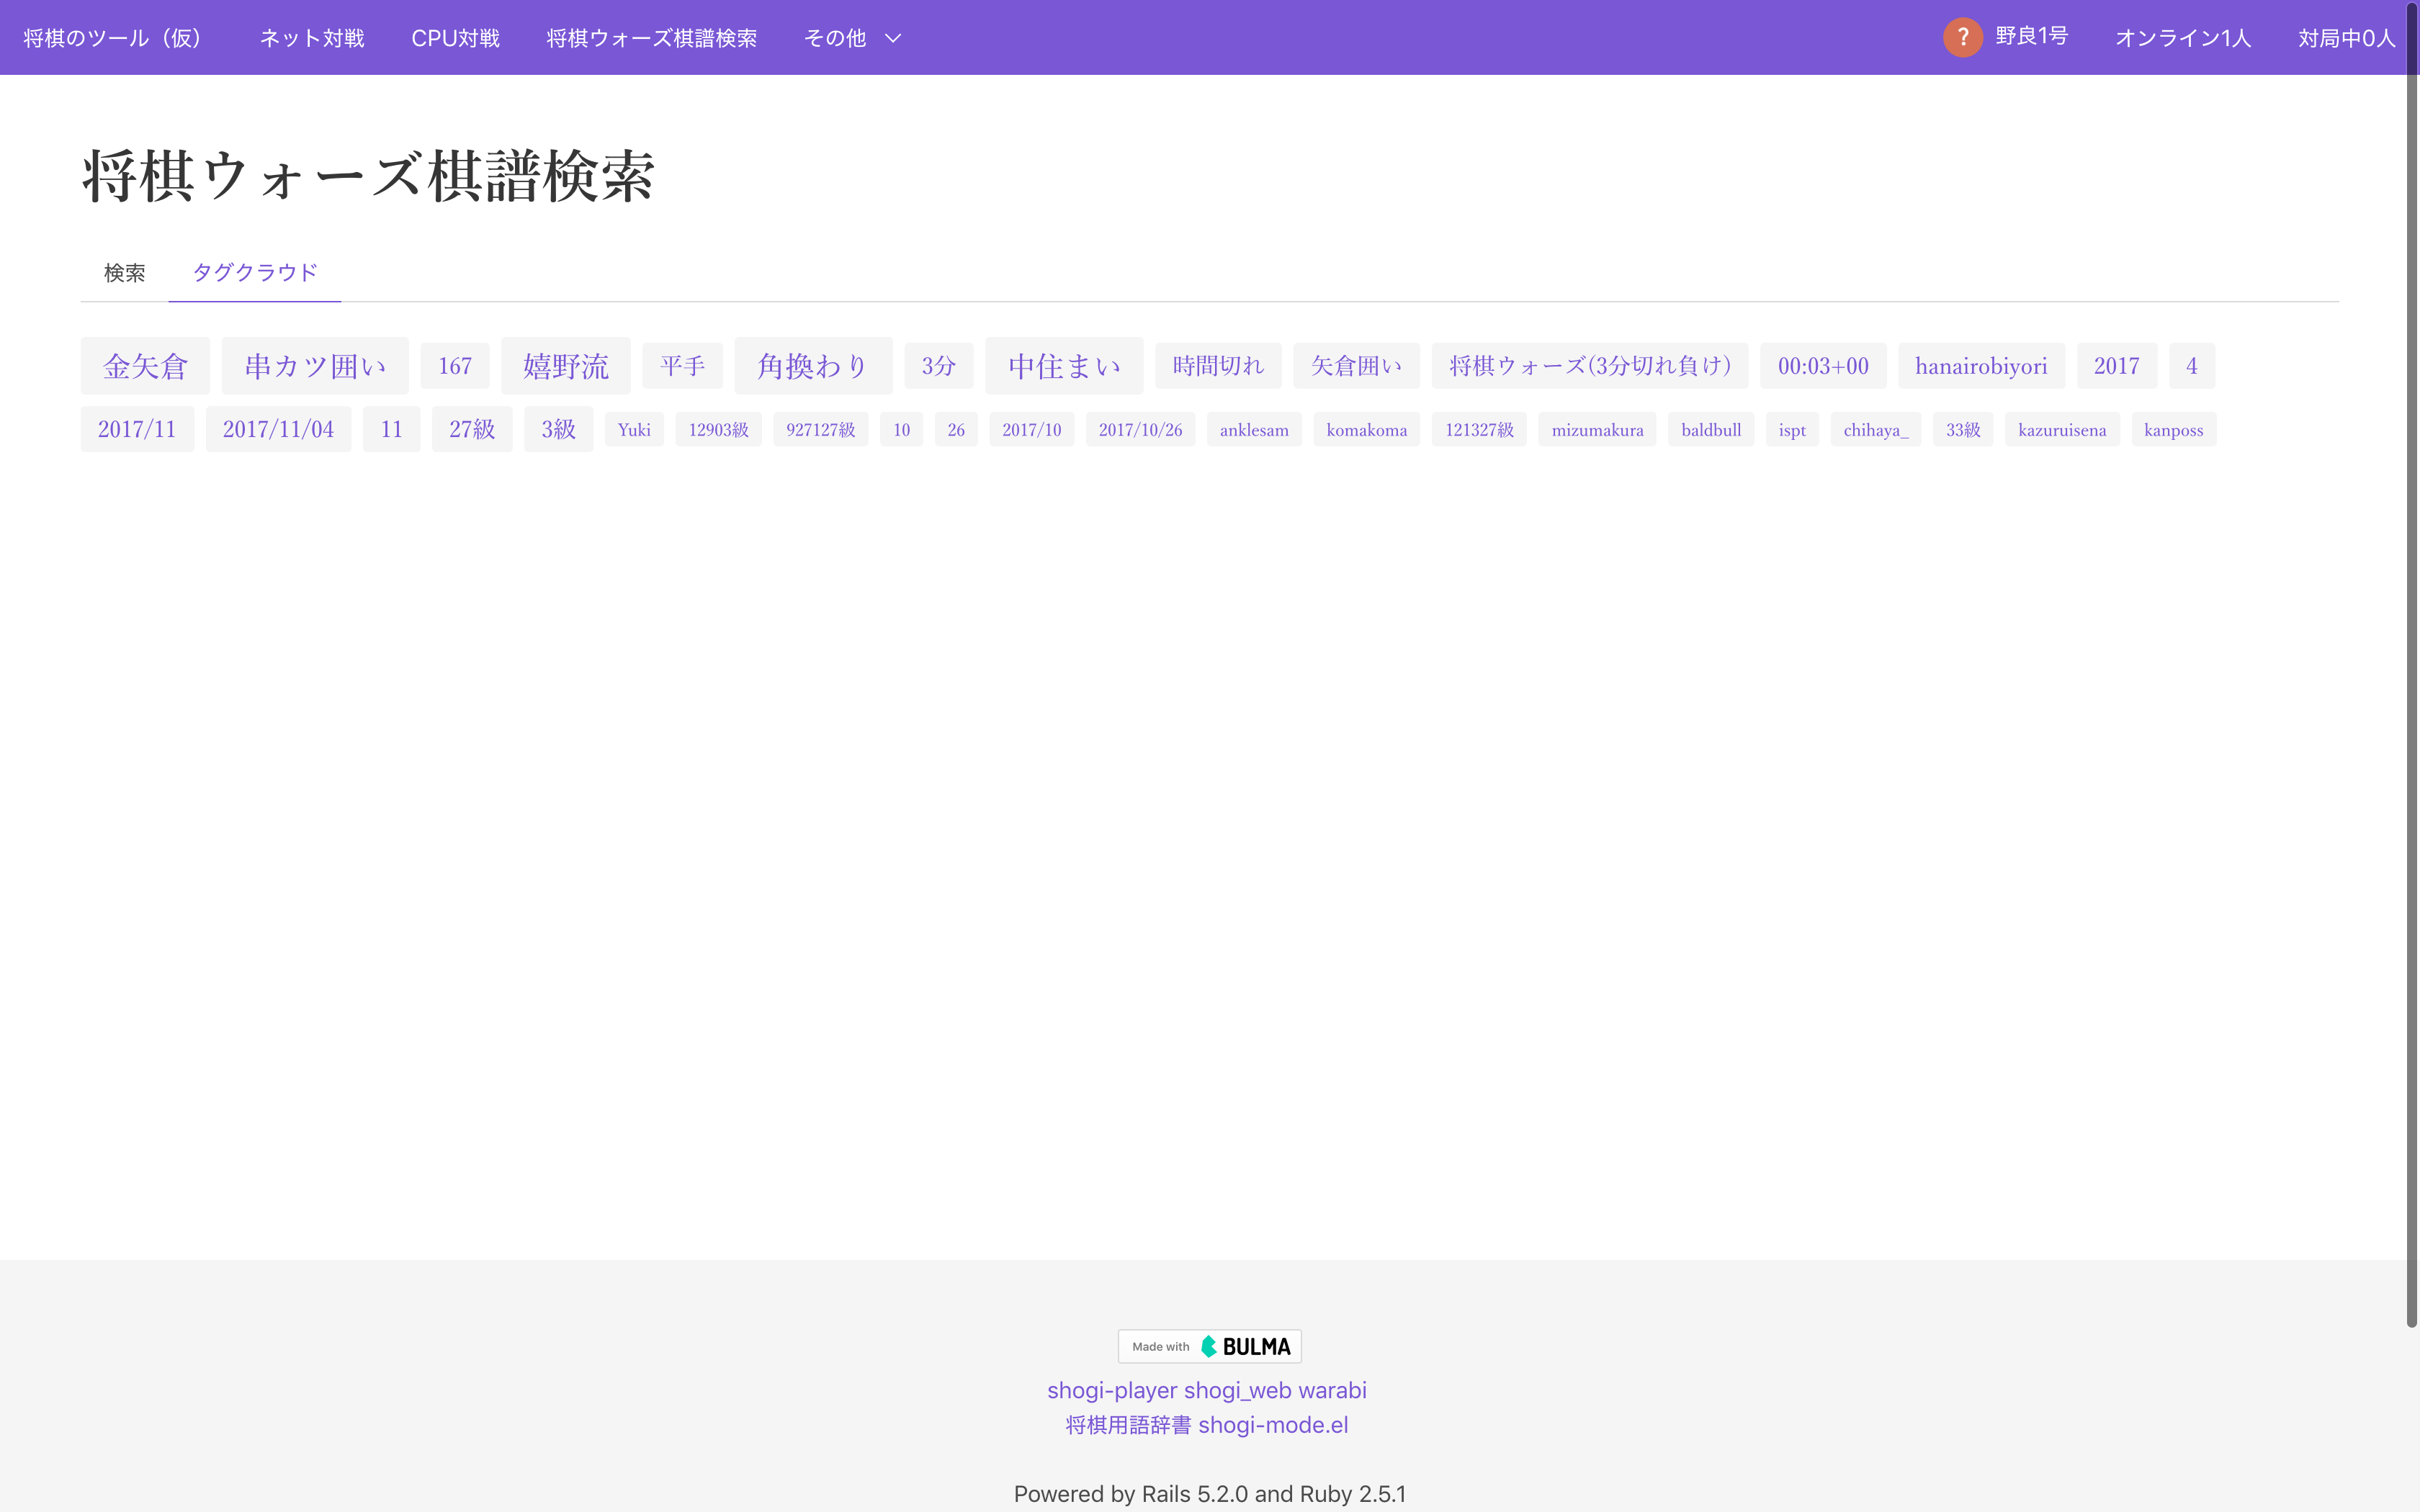 将棋のツール（仮） ネット対戦 CPU対戦 将棋ウォーズ棋譜検索 その他 ? 野良1号 オンライン1人 対局中0人
将棋ウォーズ棋譜検索
検索 タグクラウド
金矢倉 串カツ囲い 167 嬉野流 平手 角換わり 3分 中住まい 時間切れ 矢倉囲い 将棋ウォーズ(3分切れ負け) 00:03+00 hanairobiyori 2017 4
2017/11 2017/11/04 11 27級 3級 Yuki 12903級 927127級 10 26 2017/10 2017/10/26 anklesam komakoma 121327級 mizumakura baldbull ispt chihaya_ 33級 kazuruisena kanposs
Made with BULMA
shogi-player shogi_web warabi
将棋用語辞書 shogi-mode.el
Powered by Rails 5.2.0 and Ruby 2.5.1